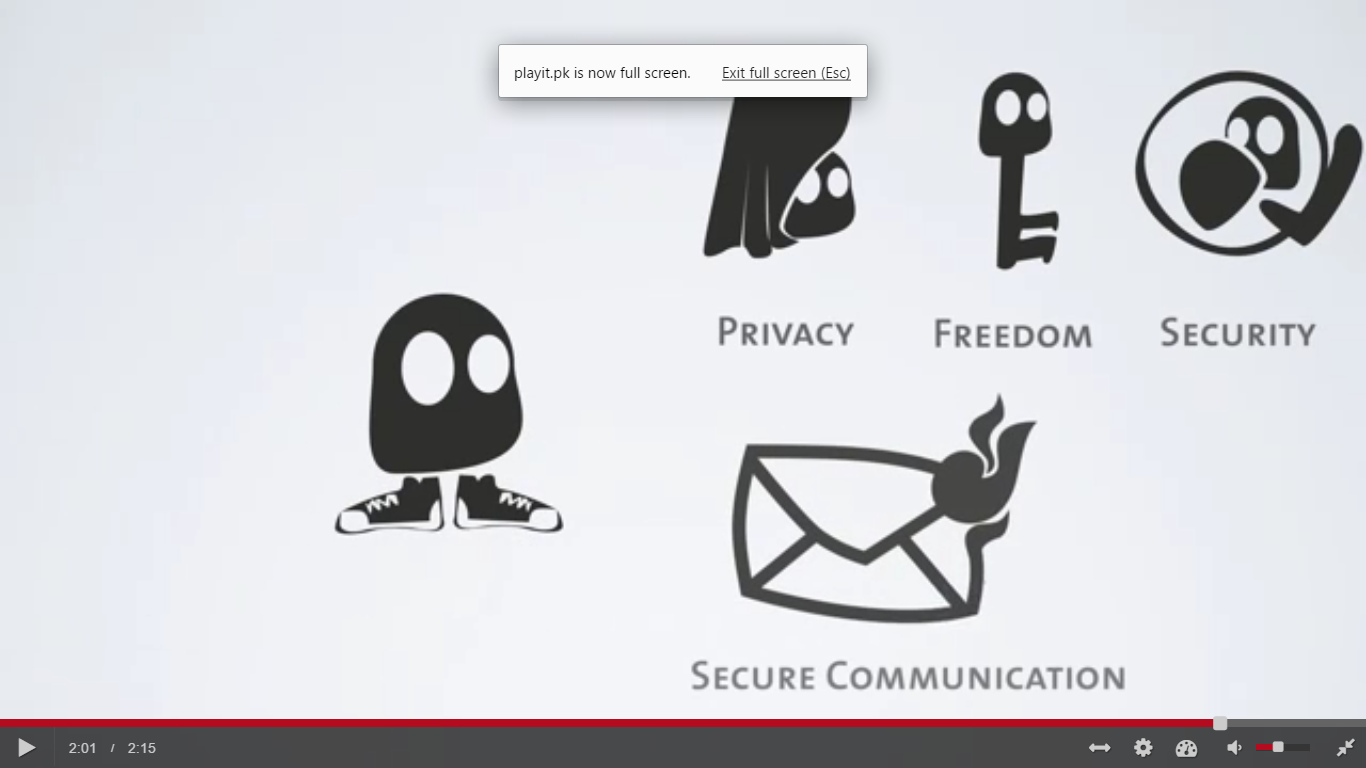 playit.pk is now full screen. Exit full screen (Esc)
PRIVACY FREEDOM SECURITY
SECURE COMMUNICATION
2:01 / 2:15